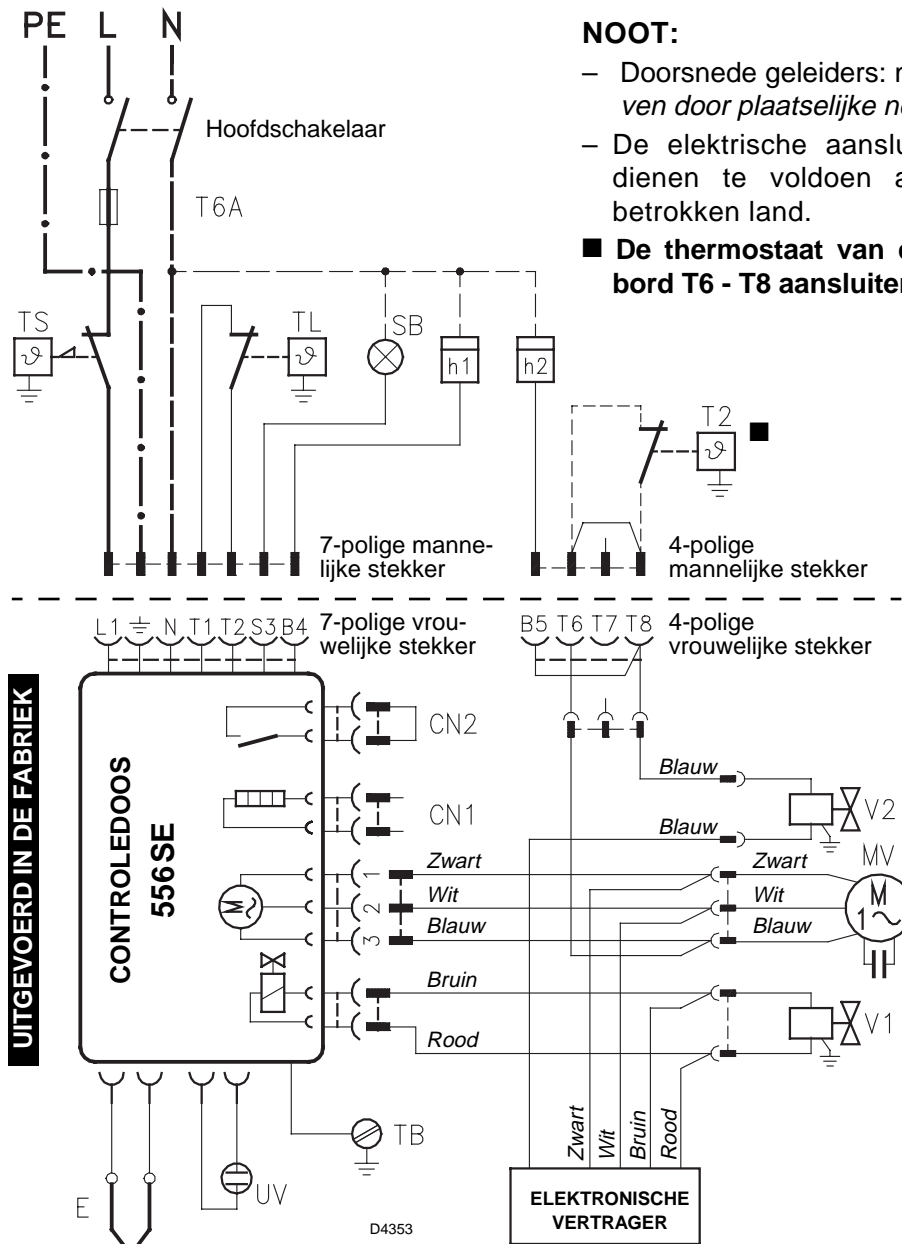 PE L N
NOOT:
– Doorsnede geleiders:
ven door plaatselijke
Hoofdschakelaar
– De elektrische
dienen te voldoen
betrokken land.
T6A
■ De thermostaat van
bord T6 - T8
TS
TL
SB
h1
h2
T2 ■
7-polige manne-
lijke stekker
4-polige
mannelijke stekker
L1 N T1 T2 S3 B4
7-polige vrou-
welijke stekker
B5 T6 T7 T8
4-polige
vrouwelijke stekker
UITGEVOERD IN DE FABRIEK
CONTROLEDOOS
556SE
CN2
CN1
Blauw
V2
Blauw
MV
Zwart
Zwart
Wit
Wit
Blauw
Blauw
1
2
3
M
M
1
Bruin
Rood
V1
Zwart
Wit
Bruin
Rood
TB
UV
E
D4353
ELEKTRONISCHE
VERTRAGER